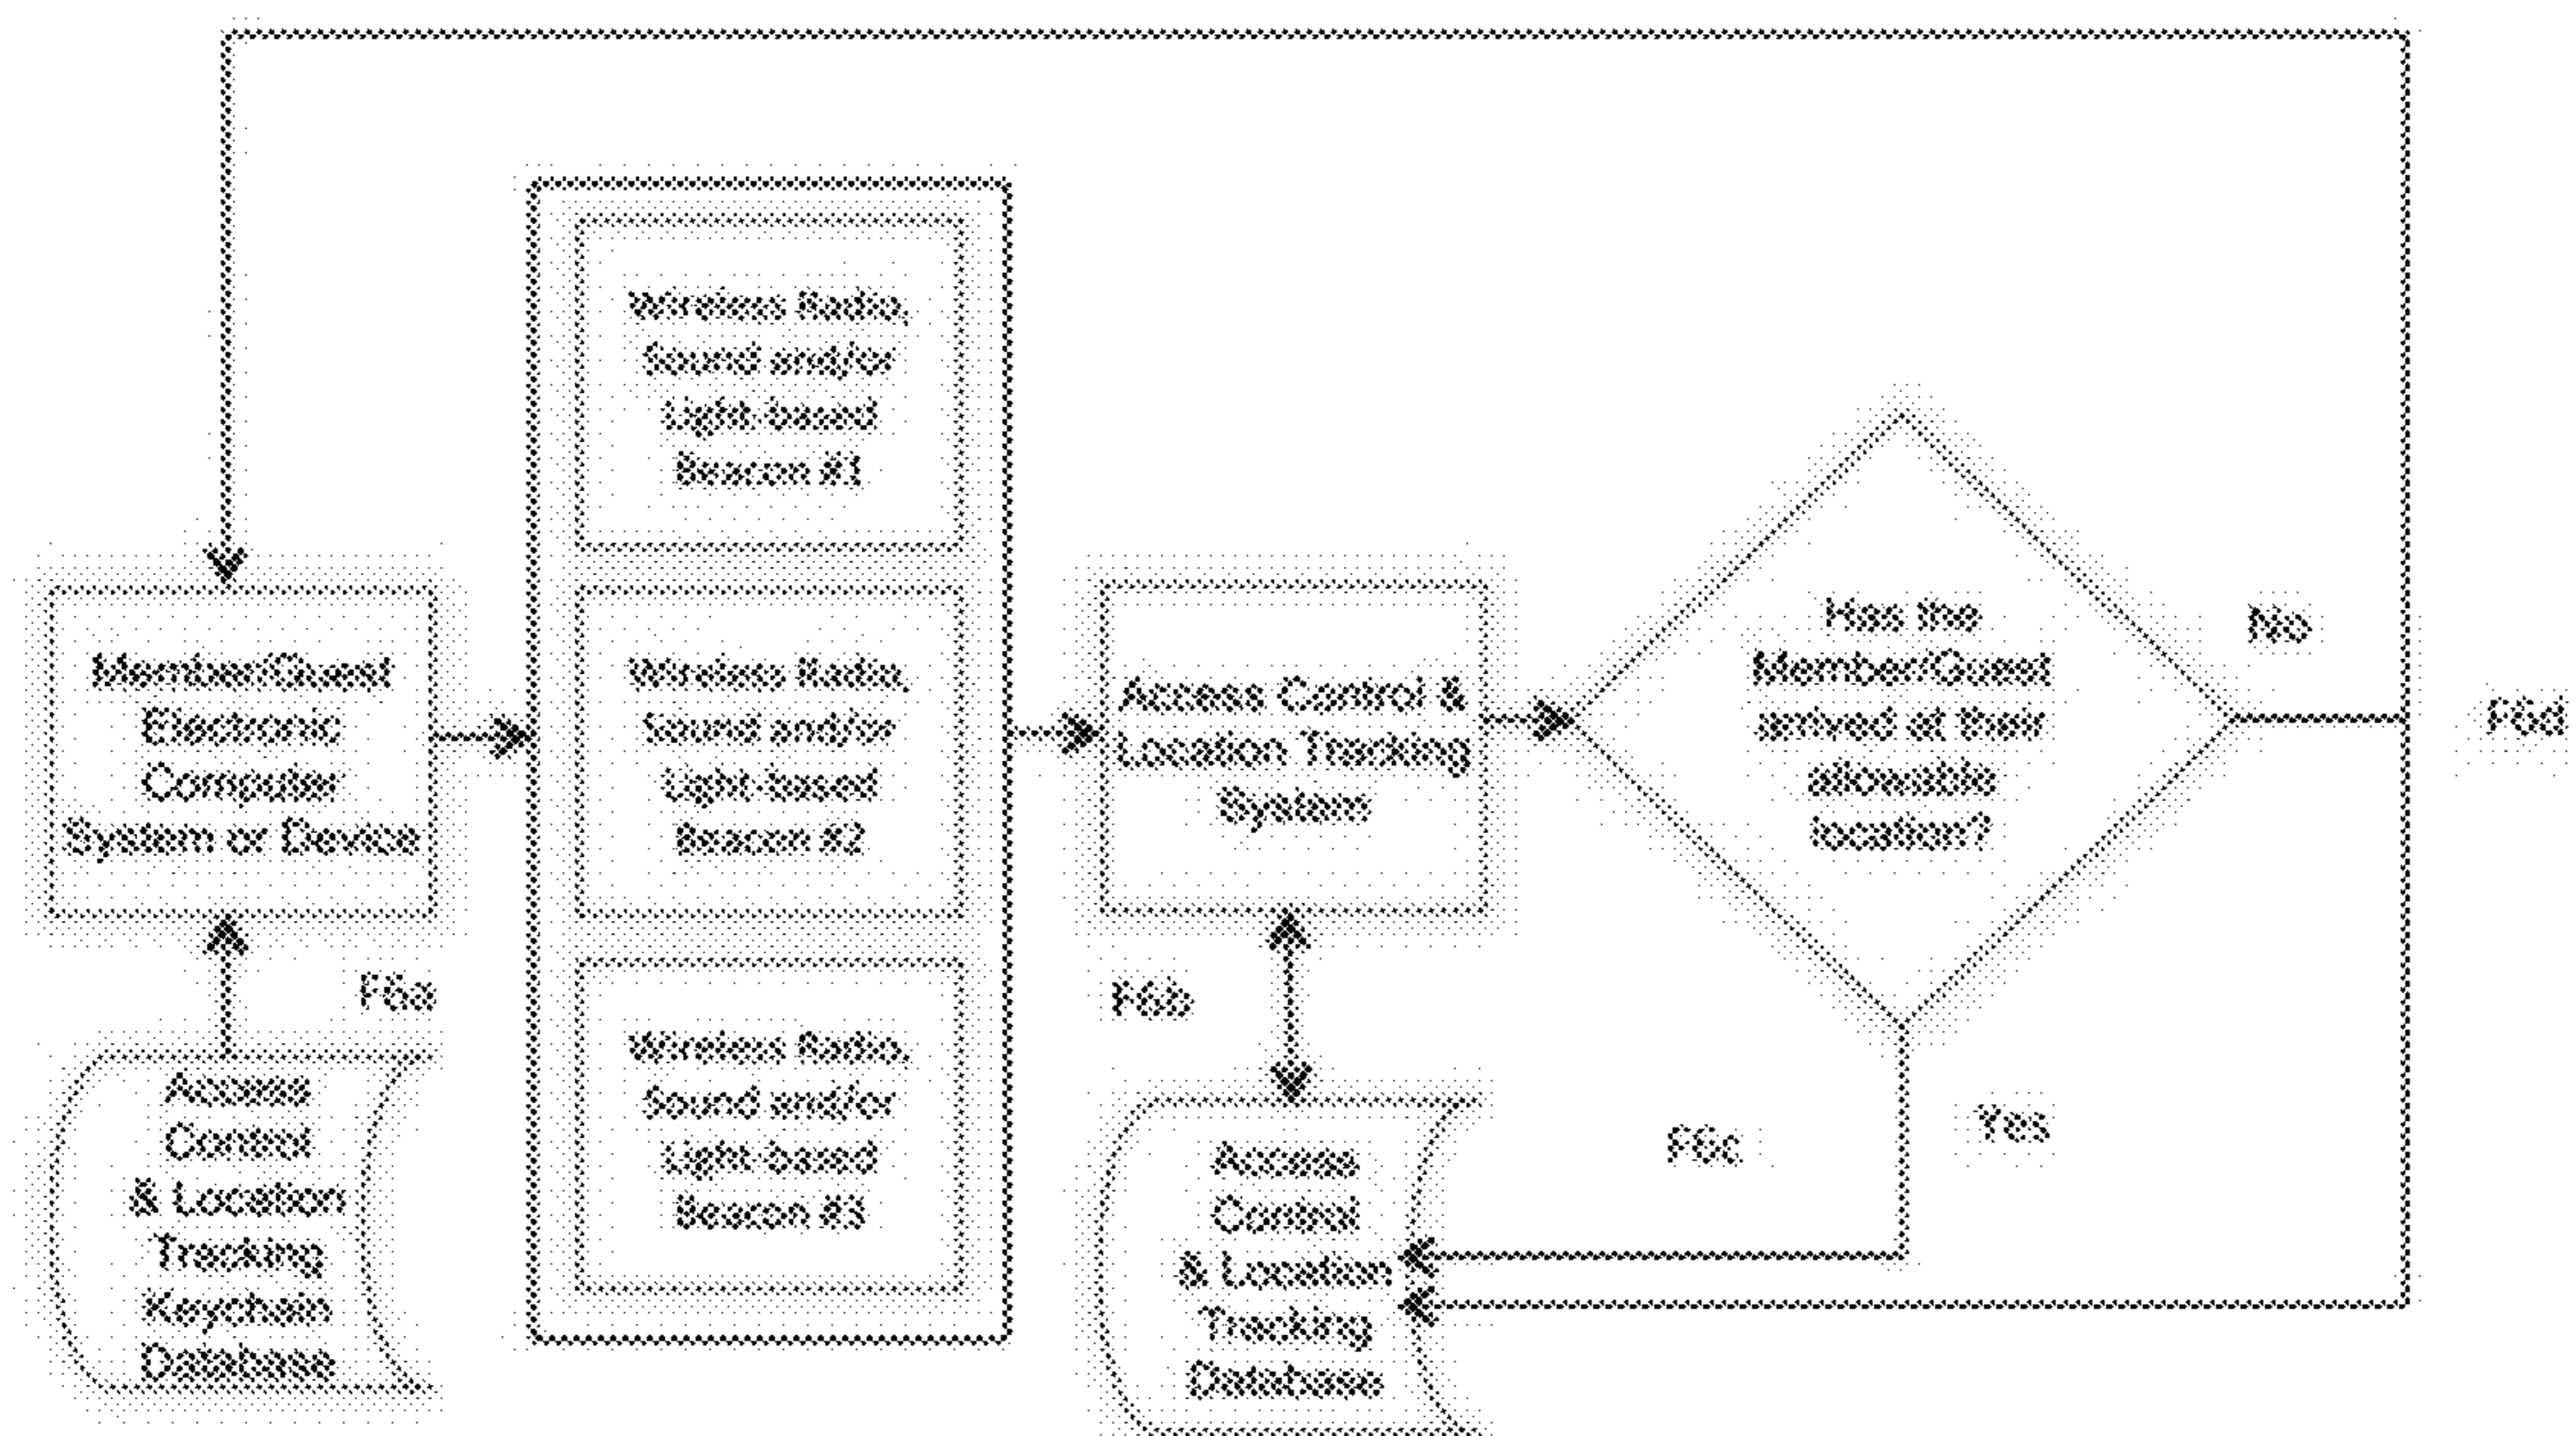 Wireless Radio,
Sound and/or
Light-based
Beacon #1
Member/Guest
Electronic
Computer
System or Device
Wireless Radio,
Sound and/or
Light-based
Beacon #2
Access Control &
Location Tracking
System
Has the
Member/Guest
arrived at their
allowable
location?
No
F6d
F6a
F6b
Access
Control
& Location
Tracking
Keychain
Database
Wireless Radio,
Sound and/or
Light-based
Beacon #3
Access
Control
& Location
Tracking
Database
F6c
Yes